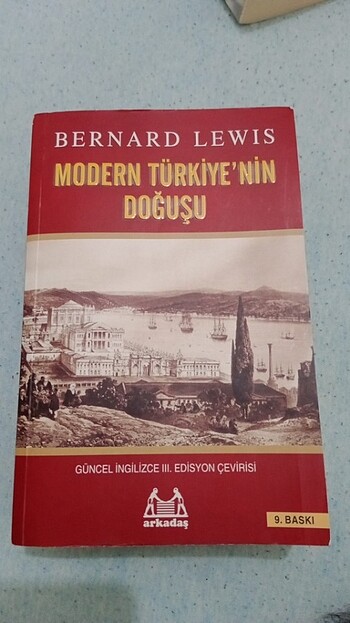 BERNARD LEWIS
MODERN TÜRKİYE'NİN
DOĞUŞU
GÜNCEL İNGİLİZCE III. EDİSYON ÇEVİRİSİ
arkadaş
9. BASKI